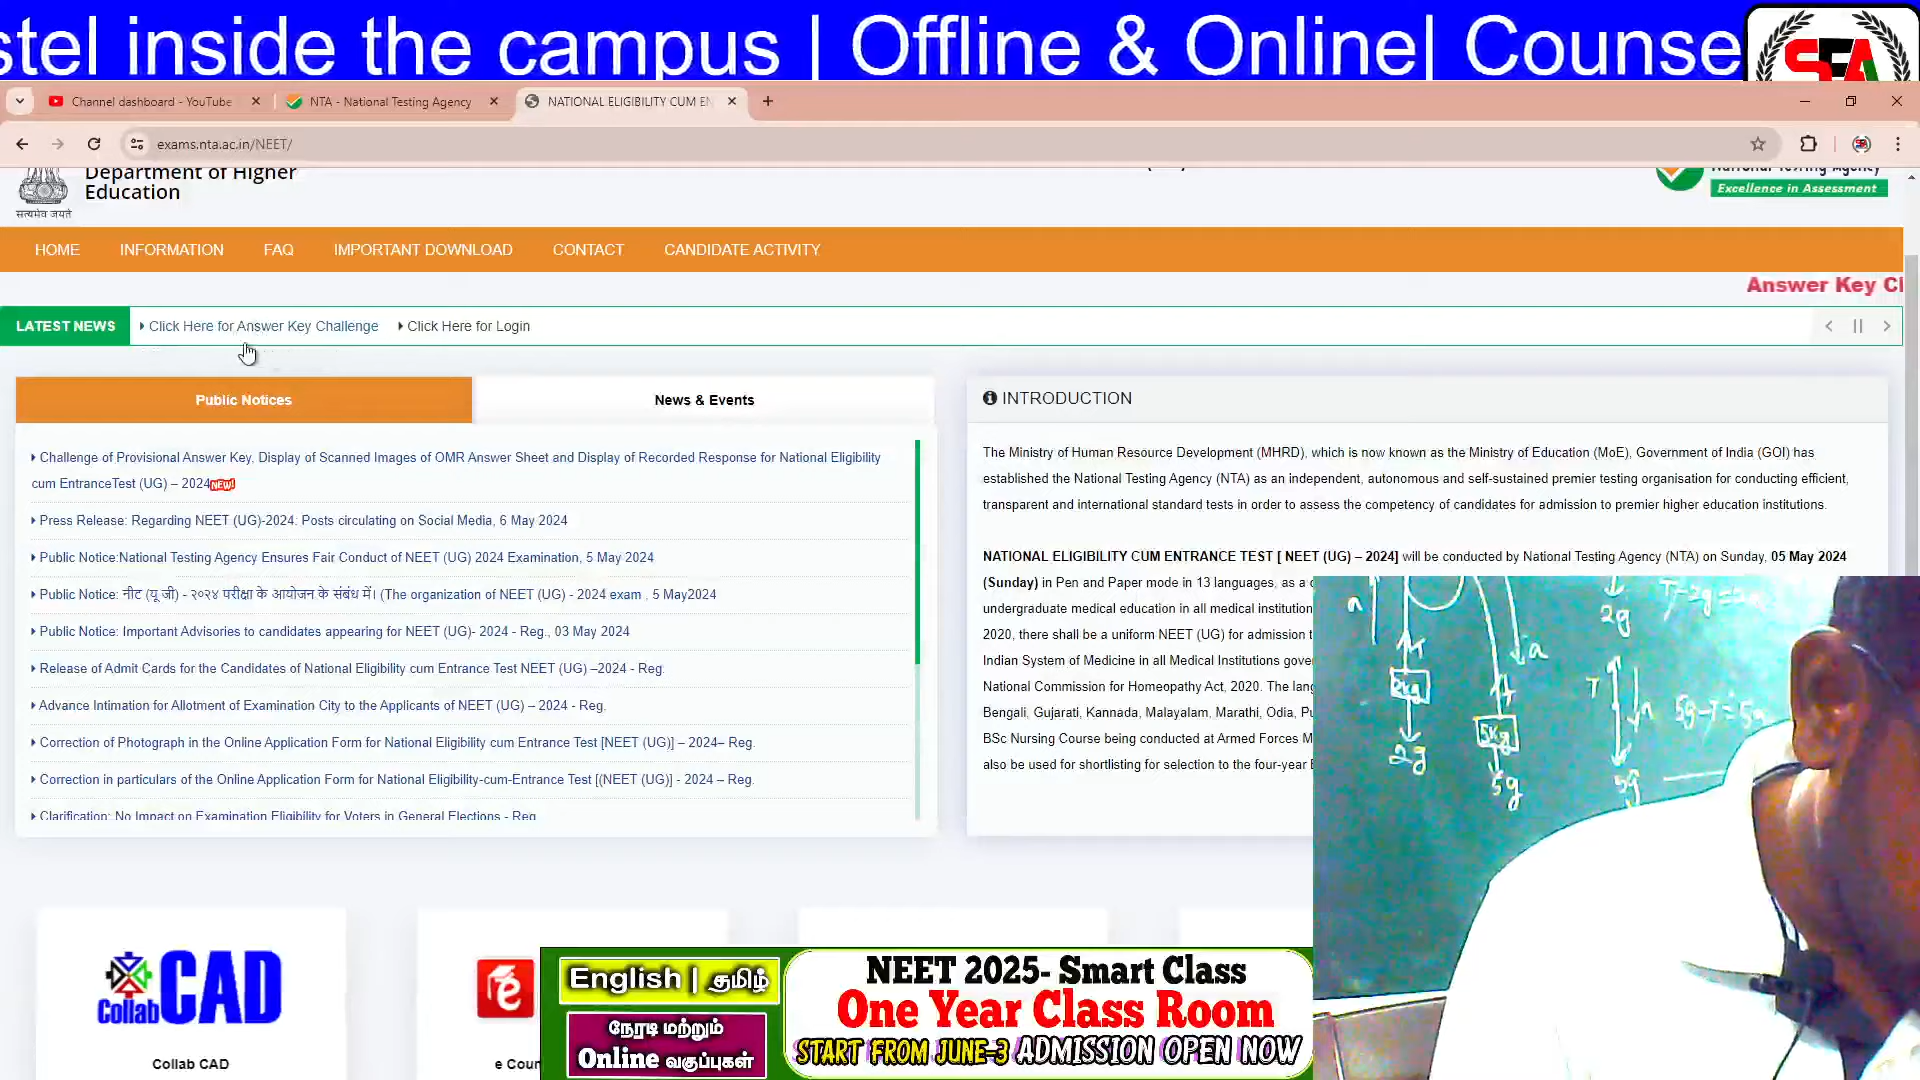 stel inside the campus | Offline & Online| Counse
SFA
Channel dashboard - YouTube
NTA - National Testing Agency
NATIONAL ELIGIBILITY CUM EN
exams.nta.ac.in/NEET/
Department of Higher
Education
सत्यमेव जयते
National Testing Agency
Excellence in Assessment
HOME
INFORMATION
FAQ
IMPORTANT DOWNLOAD
CONTACT
CANDIDATE ACTIVITY
Answer Key Cl
LATEST NEWS
Click Here for Answer Key Challenge
Click Here for Login
Public Notices
News & Events
INTRODUCTION
Challenge of Provisional Answer Key, Display of Scanned Images of OMR Answer Sheet and Display of Recorded Response for National Eligibility
cum EntranceTest (UG) – 2024 NEW!
Press Release: Regarding NEET (UG)-2024: Posts circulating on Social Media, 6 May 2024
Public Notice:National Testing Agency Ensures Fair Conduct of NEET (UG) 2024 Examination, 5 May 2024
Public Notice: नीट (यू जी) - २०२४ परीक्षा के आयोजन के संबंध में। (The organization of NEET (UG) - 2024 exam , 5 May2024
Public Notice: Important Advisories to candidates appearing for NEET (UG)- 2024 - Reg., 03 May 2024
Release of Admit Cards for the Candidates of National Eligibility cum Entrance Test NEET (UG) –2024 - Reg.
Advance Intimation for Allotment of Examination City to the Applicants of NEET (UG) – 2024 - Reg.
Correction of Photograph in the Online Application Form for National Eligibility cum Entrance Test [NEET (UG)] – 2024– Reg.
Correction in particulars of the Online Application Form for National Eligibility-cum-Entrance Test [(NEET (UG)] - 2024 – Reg.
Clarification: No Impact on Examination Eligibility for Voters in General Elections - Reg
The Ministry of Human Resource Development (MHRD), which is now known as the Ministry of Education (MoE), Government of India (GOI) has
established the National Testing Agency (NTA) as an independent, autonomous and self-sustained premier testing organisation for conducting efficient,
transparent and international standard tests in order to assess the competency of candidates for admission to premier higher education institutions.
NATIONAL ELIGIBILITY CUM ENTRANCE TEST [ NEET (UG) – 2024] will be conducted by National Testing Agency (NTA) on Sunday, 05 May 2024
(Sunday) in Pen and Paper mode in 13 languages, as a c
undergraduate medical education in all medical institution
2020, there shall be a uniform NEET (UG) for admission t
Indian System of Medicine in all Medical Institutions gove
National Commission for Homeopathy Act, 2020. The lang
Bengali, Gujarati, Kannada, Malayalam, Marathi, Odia, Pu
BSc Nursing Course being conducted at Armed Forces M
also be used for shortlisting for selection to the four-year B
a
2g
a
2kg
T
5g-T=5a
5kg
2g
5g
5g
CollabCAD
Collab CAD
e Coun
English | தமிழ்
நேரடி மற்றும்
Online வகுப்புகள்
NEET 2025- Smart Class
One Year Class Room
START FROM JUNE-3 ADMISSION OPEN NOW